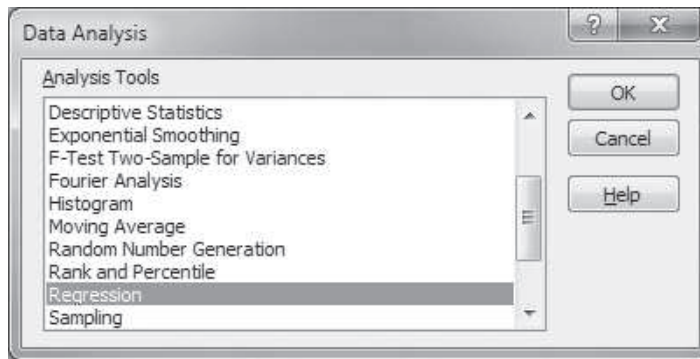 Data Analysis
?
X
Analysis Tools
Descriptive Statistics
Exponential Smoothing
F-Test Two-Sample for Variances
Fourier Analysis
Histogram
Moving Average
Random Number Generation
Rank and Percentile
Regression
Sampling
OK
Cancel
Help